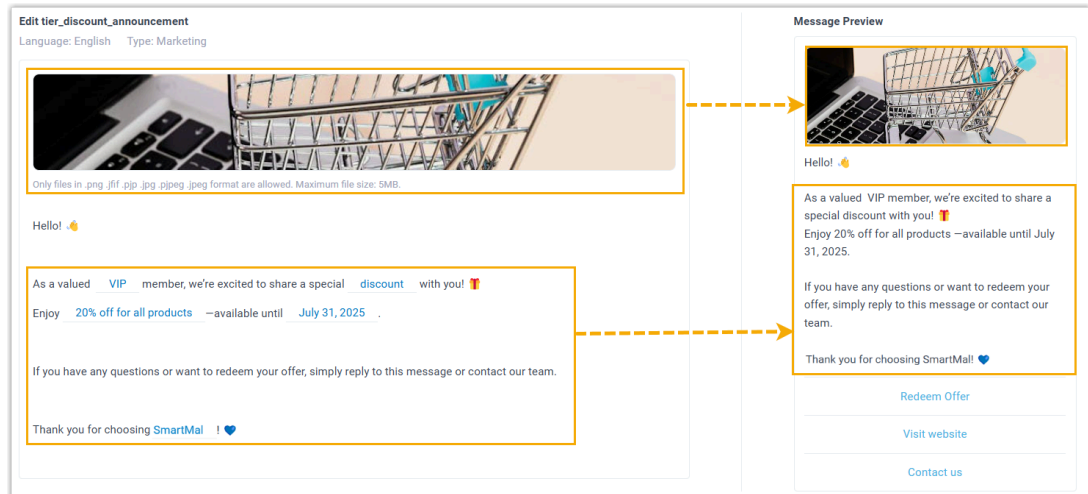 Edit tier_discount_announcement
Language: English Type: Marketing
Only files in .png .jfif .pjp .jpg .pjpeg .jpeg format are allowed. Maximum file size: 5MB.
Hello! 👋
As a valued VIP member, we're excited to share a special discount with you! 🎁
Enjoy 20% off for all products —available until July 31, 2025 .
If you have any questions or want to redeem your offer, simply reply to this message or contact our team.
Thank you for choosing SmartMal ! 💙
Message Preview
Hello! 👋
As a valued VIP member, we're excited to share a
special discount with you! 🎁
Enjoy 20% off for all products —available until July
31, 2025.
If you have any questions or want to redeem your
offer, simply reply to this message or contact our
team.
Thank you for choosing SmartMal! 💙
Redeem Offer
Visit website
Contact us